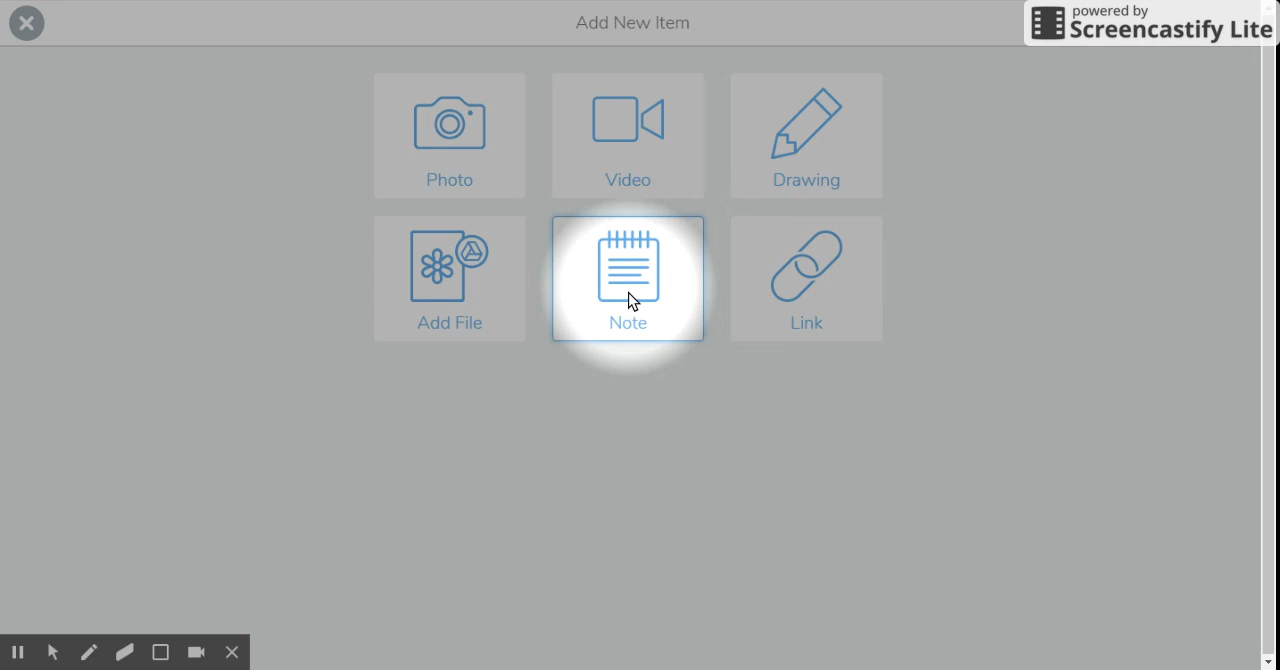 Add New Item
powered by
Screencastify Lite
Photo
Video
Drawing
Add File
Note
Link